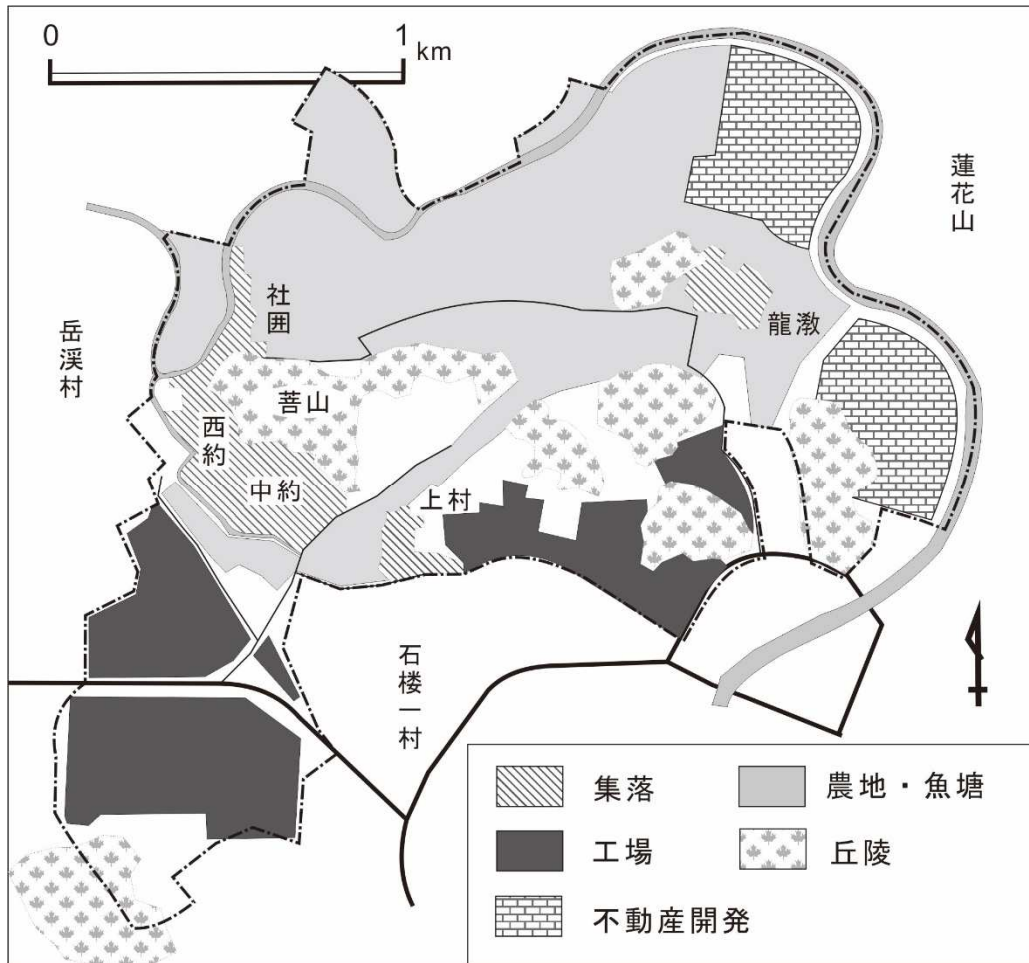 0 1
km
蓮花山
社囲
岳溪村
龍漖
菩山
西約
中約
上村
石楼一村
集落
農地・魚塘
工場
丘陵
不動産開発